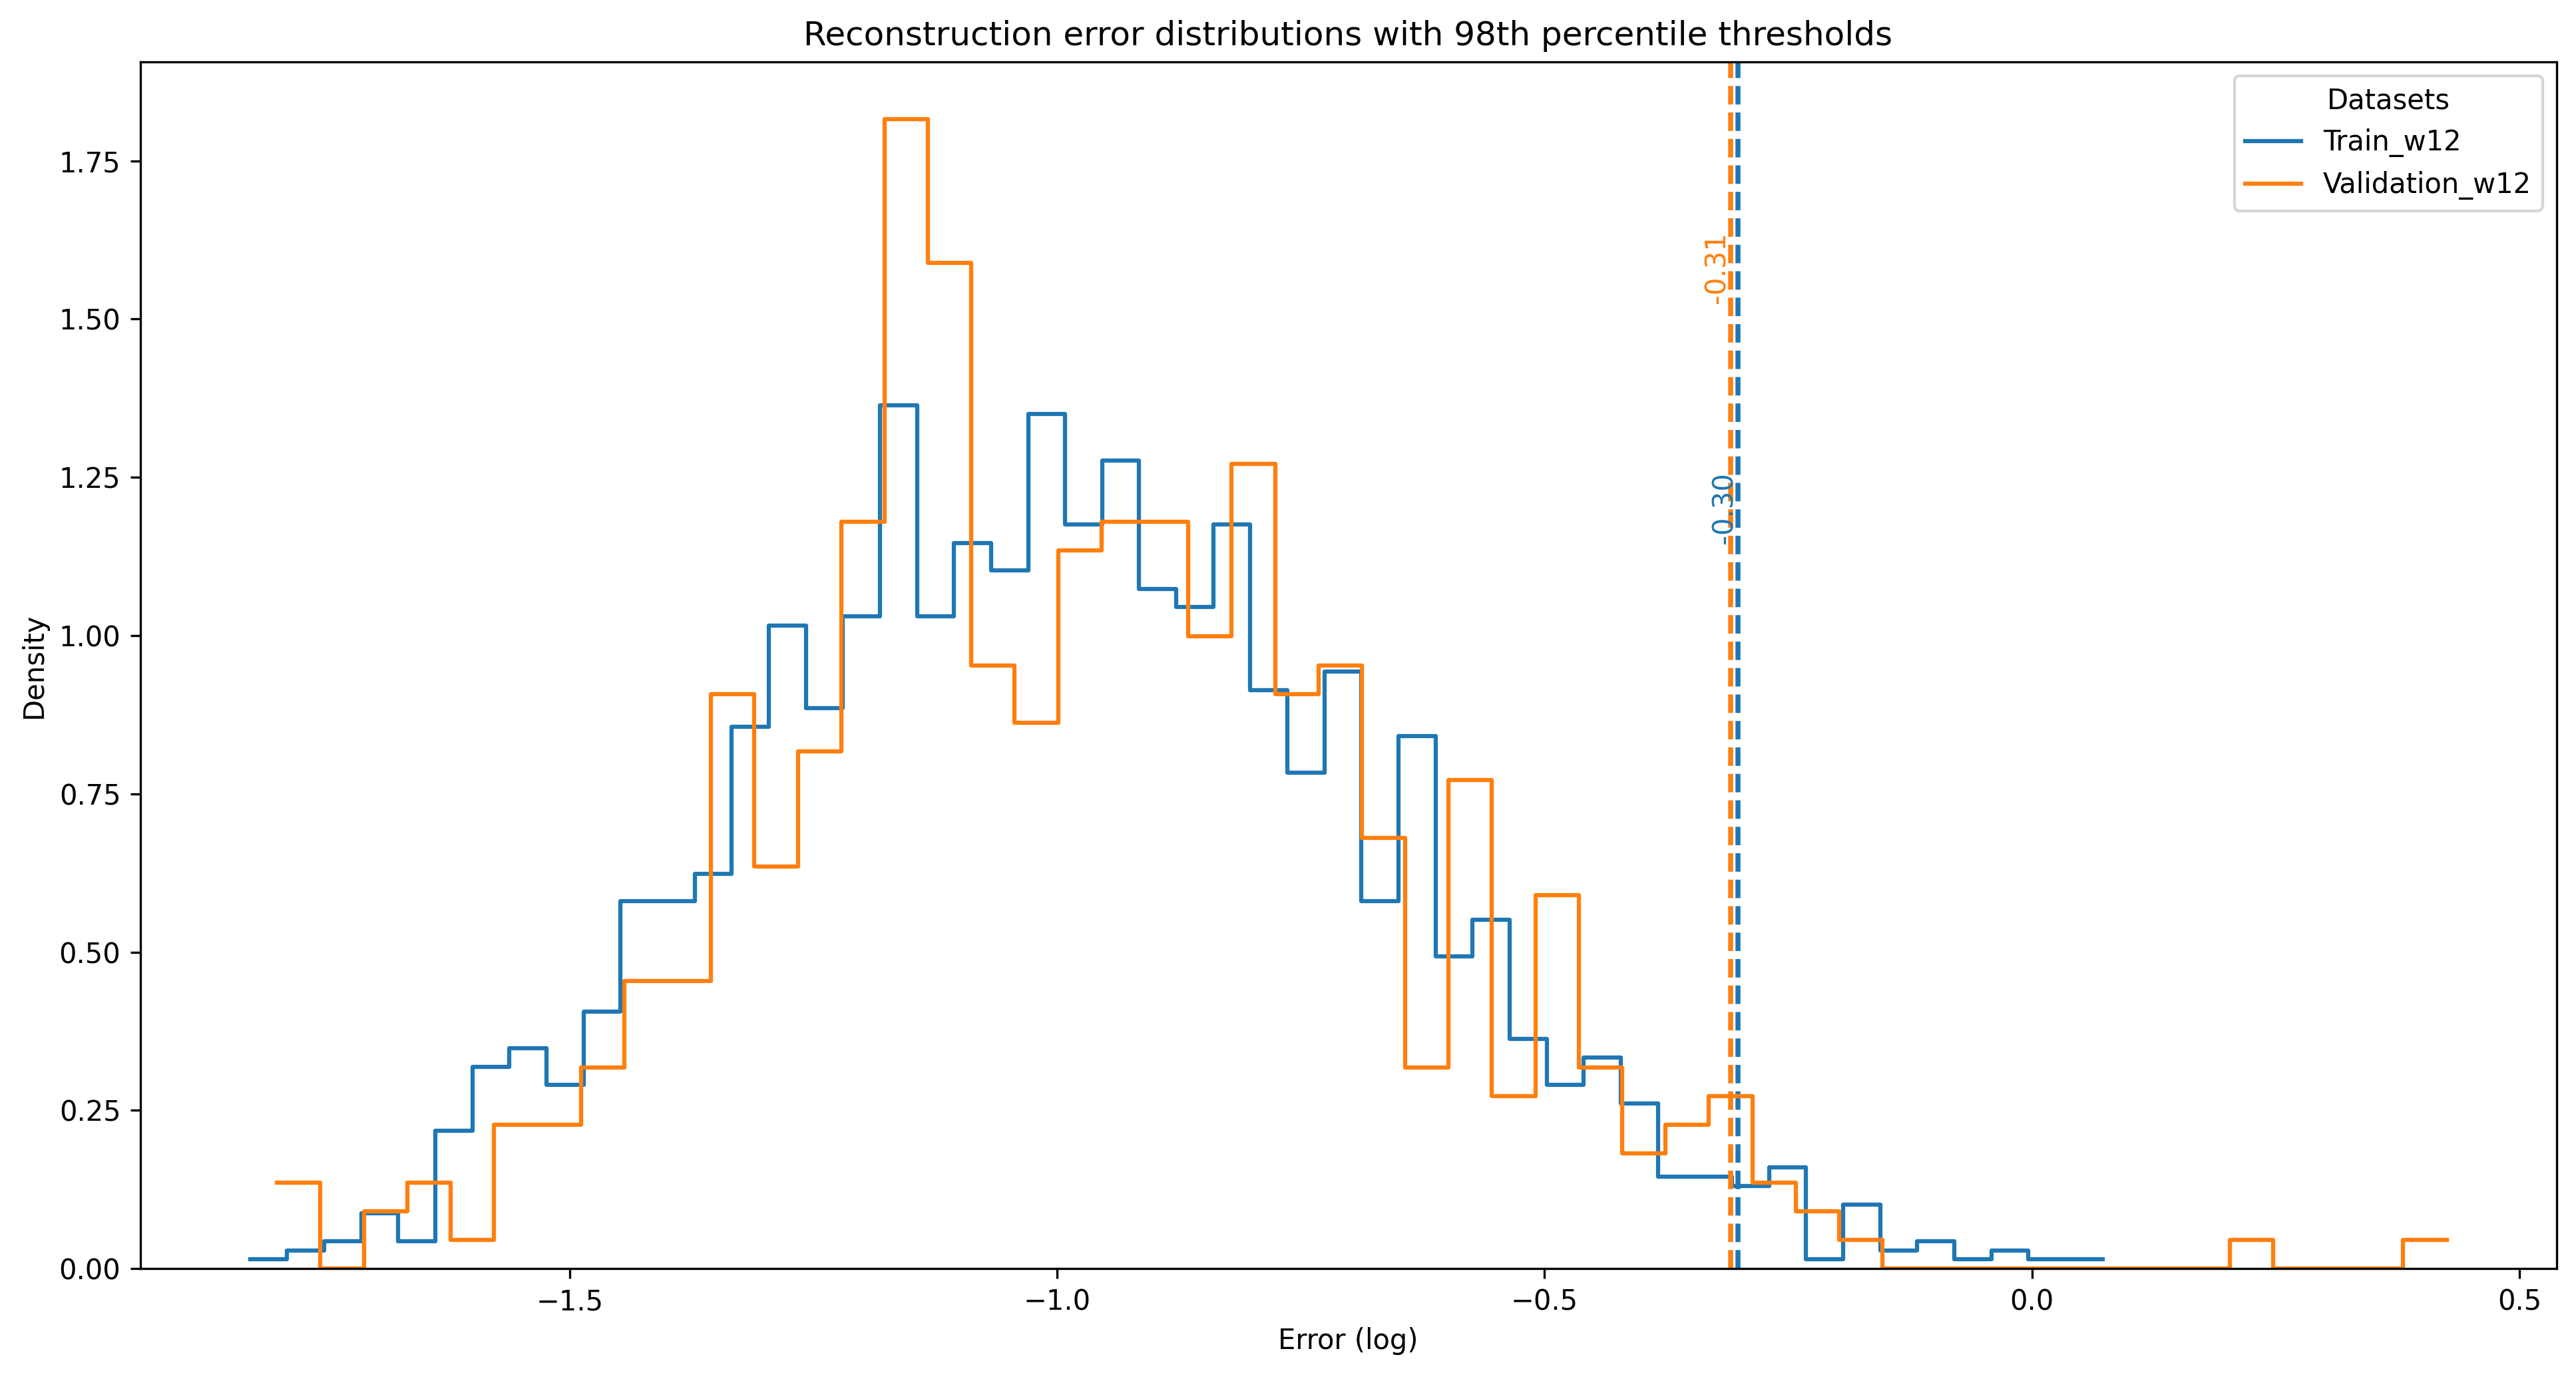 Reconstruction error distributions with 98th percentile thresholds
Datasets
Train_w12
Validation_w12
-0.31
-0.30
Density
1.75
1.50
1.25
1.00
0.75
0.50
0.25
0.00
−1.5
−1.0
−0.5
0.0
0.5
Error (log)